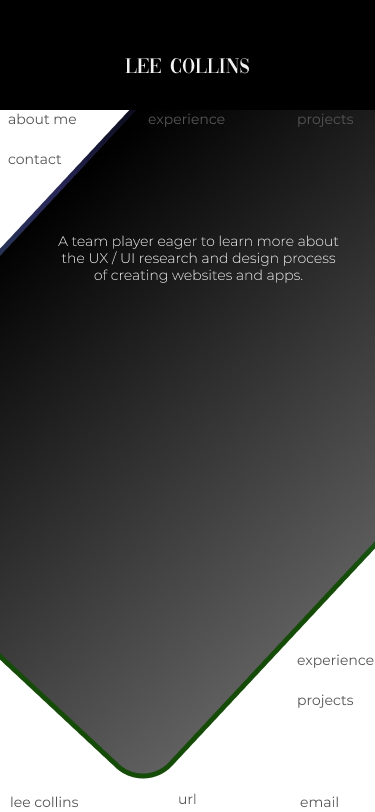 LEE COLLINS
about me experience projects
contact
A team player eager to learn more about
the UX / UI research and design process
of creating websites and apps.
experience
projects
lee collins url email